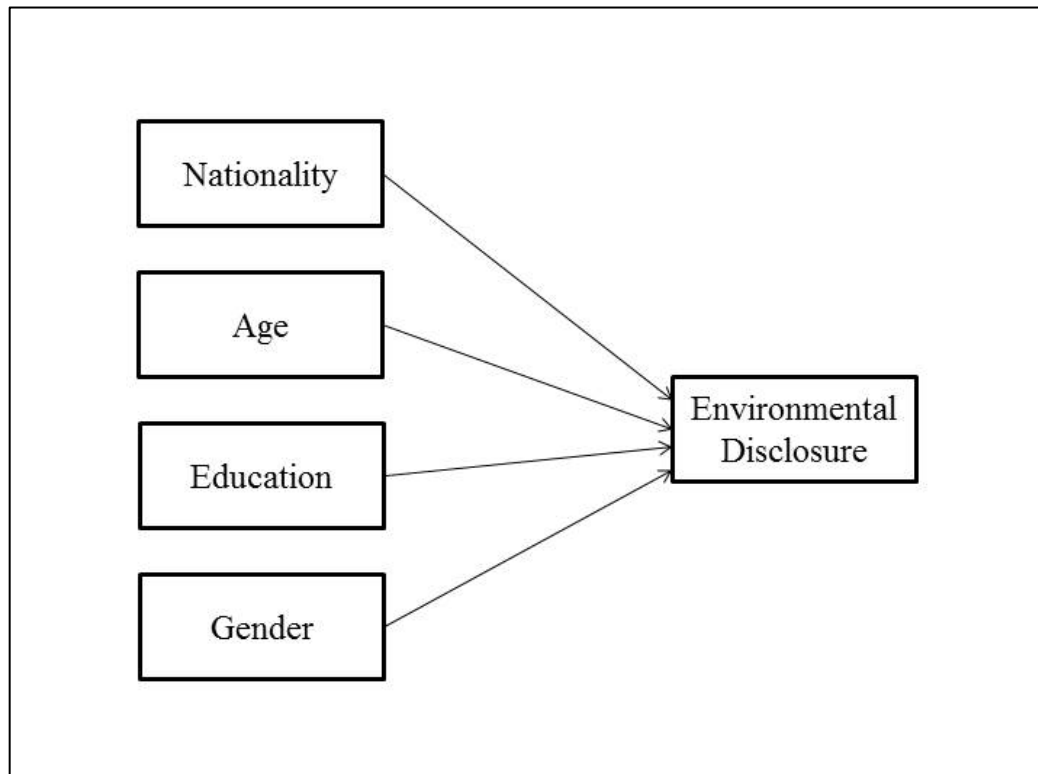 Nationality
Age
Education
Gender
Environmental
Disclosure